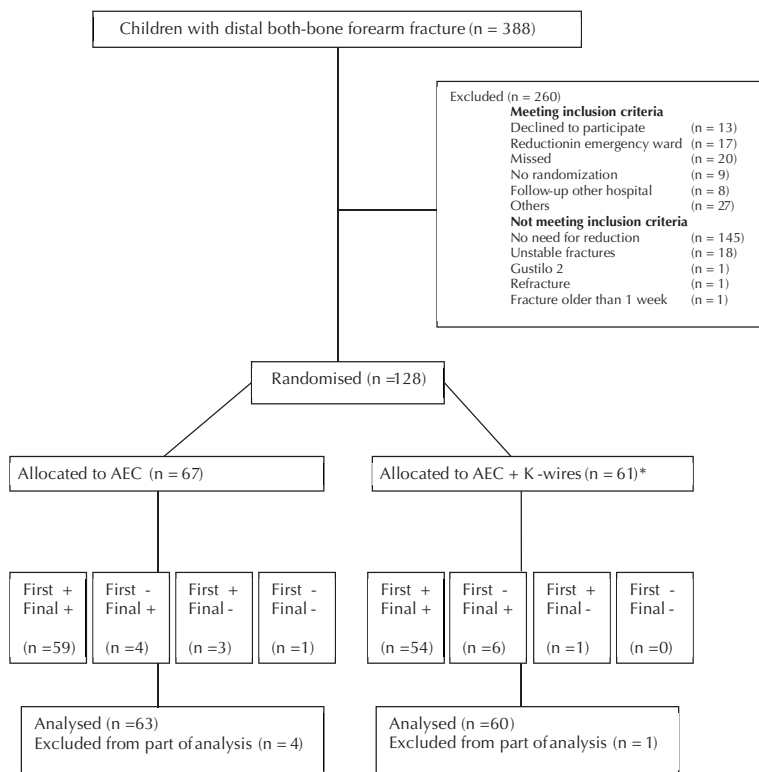 Children with distal both-bone forearm fracture (n = 388)
Excluded (n = 260)
Meeting inclusion criteria
Declined to participate (n = 13)
Reductionin emergency ward (n = 17)
Missed (n = 20)
No randomization (n = 9)
Follow-up other hospital (n = 8)
Others (n = 27)
Not meeting inclusion criteria
No need for reduction (n = 145)
Unstable fractures (n = 18)
Gustilo 2 (n = 1)
Refracture (n = 1)
Fracture older than 1 week (n = 1)
Randomised (n =128)
Allocated to AEC (n = 67)
Allocated to AEC + K-wires (n = 61)*
First + First - First + First -
Final + Final + Final - Final -
(n =59) (n =4) (n =3) (n =1)
First + First - First + First -
Final + Final + Final - Final -
(n =54) (n =6) (n =1) (n =0)
Analysed (n =63)
Excluded from part of analysis (n = 4)
Analysed (n =60)
Excluded from part of analysis (n = 1)